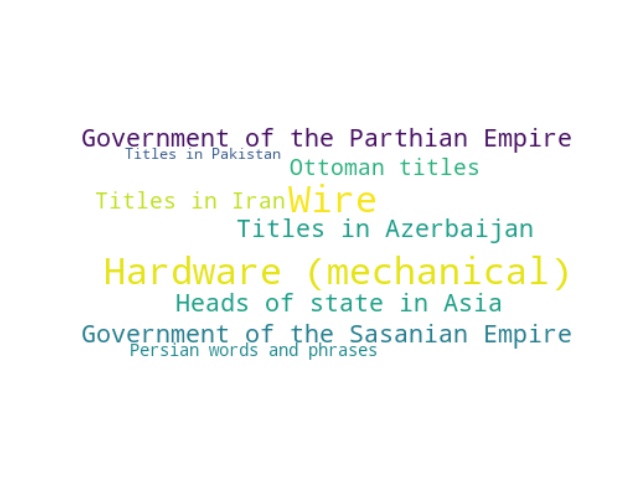 Government of the Parthian Empire
Titles in Pakistan
Ottoman titles
Titles in Iran
Wire
Titles in Azerbaijan
Hardware (mechanical)
Heads of state in Asia
Government of the Sasanian Empire
Persian words and phrases